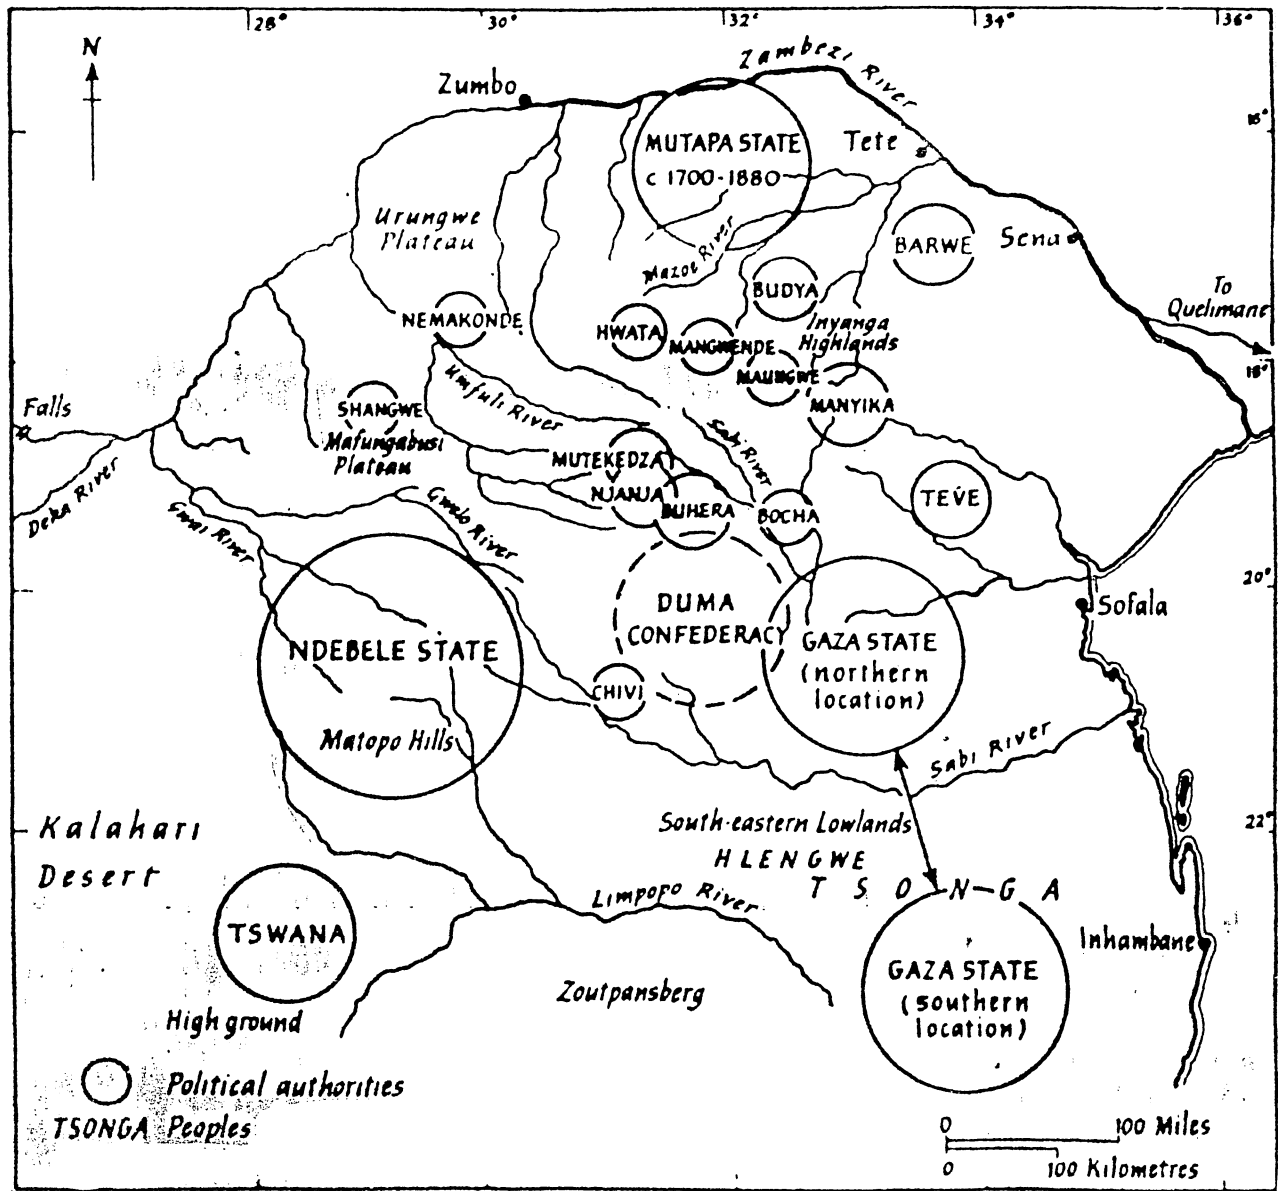 28°
30°
32°
34°
36°
N
Zambezi River
Zumbo
16°
MUTAPA STATE
c 1700-1880
Tete
Urungwe
Plateau
Mazoe River
BARWE
Sena
BUDYA
To
Quelimane
NEMAKONDE
HWATA
MANGWENDE
Inyanga
Highlands
18°
MAUNGWE
Umfuli River
SHANGWE
MANYIKA
Falls
Mafungabusi
Plateau
Sabi River
MUTEKEDZA
Deka River
NJANJA
BUHERA
BOCHA
TEVE
Gwai River
Gwelo River
20°
DUMA
CONFEDERACY
Sofala
NDEBELE STATE
GAZA STATE
(northern
location)
CHIVI
Matopo Hills
Sabi River
Kalahari
Desert
South-eastern Lowlands
22°
HLENGWE
TSONGA
Limpopo River
TSWANA
Inhambane
Zoutpansberg
GAZA STATE
(southern
location)
High ground
Political authorities
TSONGA Peoples
0 100 Miles
0 100 Kilometres